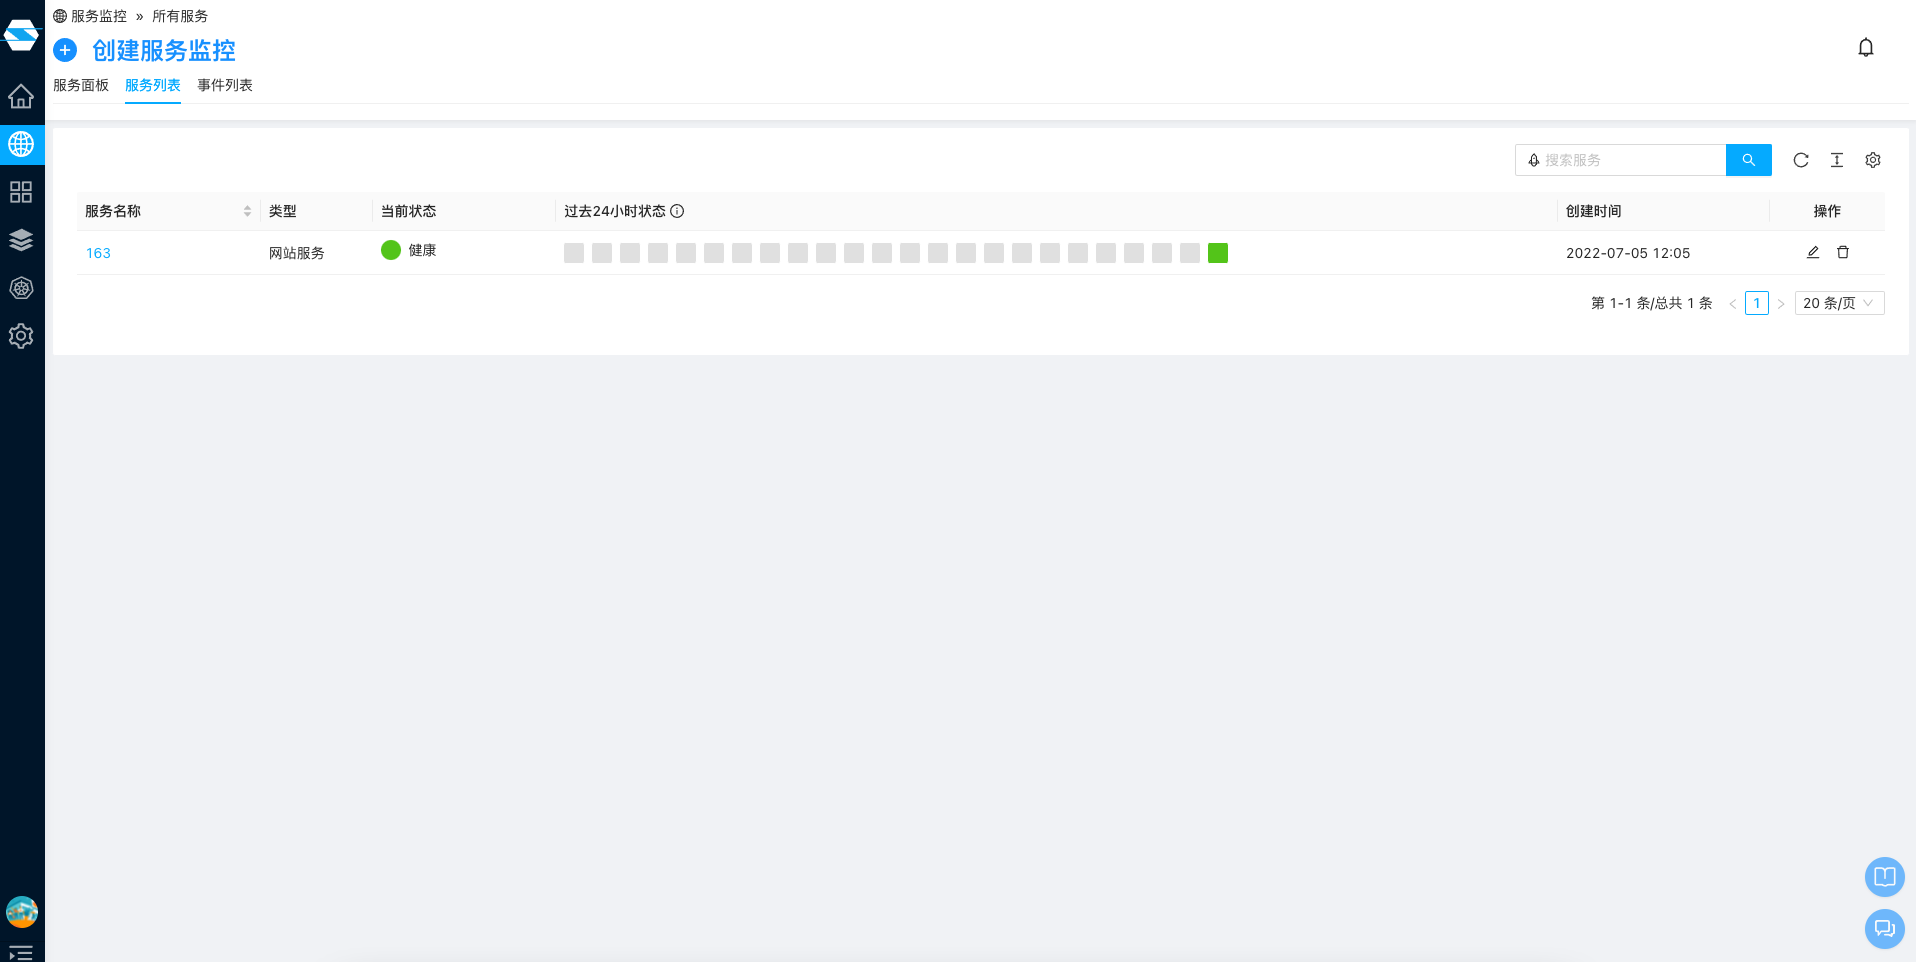 服务监控 » 所有服务
创建服务监控
服务面板 服务列表 事件列表
搜索服务
服务名称 类型 当前状态 过去24小时状态 创建时间 操作
163 网站服务 健康 2022-07-05 12:05
第 1-1 条/总共 1 条 1 20 条/页